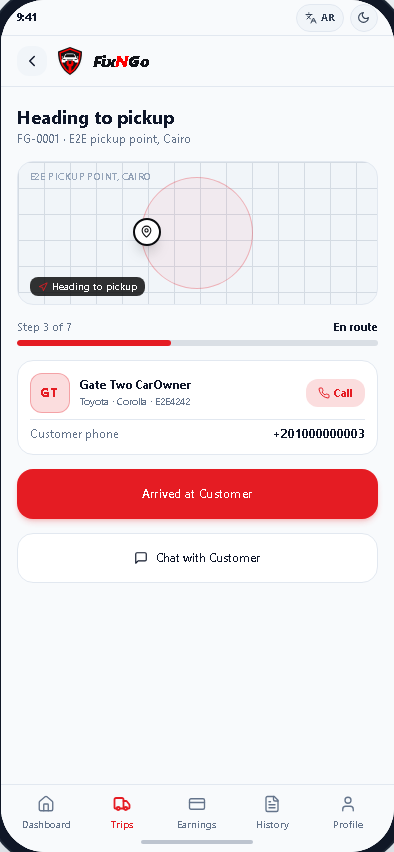 9:41
AR
FixNGo
Heading to pickup
FG-0001 · E2E pickup point, Cairo
E2E PICKUP POINT, CAIRO
Heading to pickup
Step 3 of 7
En route
GT
Gate Two CarOwner
Toyota · Corolla · E2E4242
Call
Customer phone
+201000000003
Arrived at Customer
Chat with Customer
Dashboard
Trips
Earnings
History
Profile